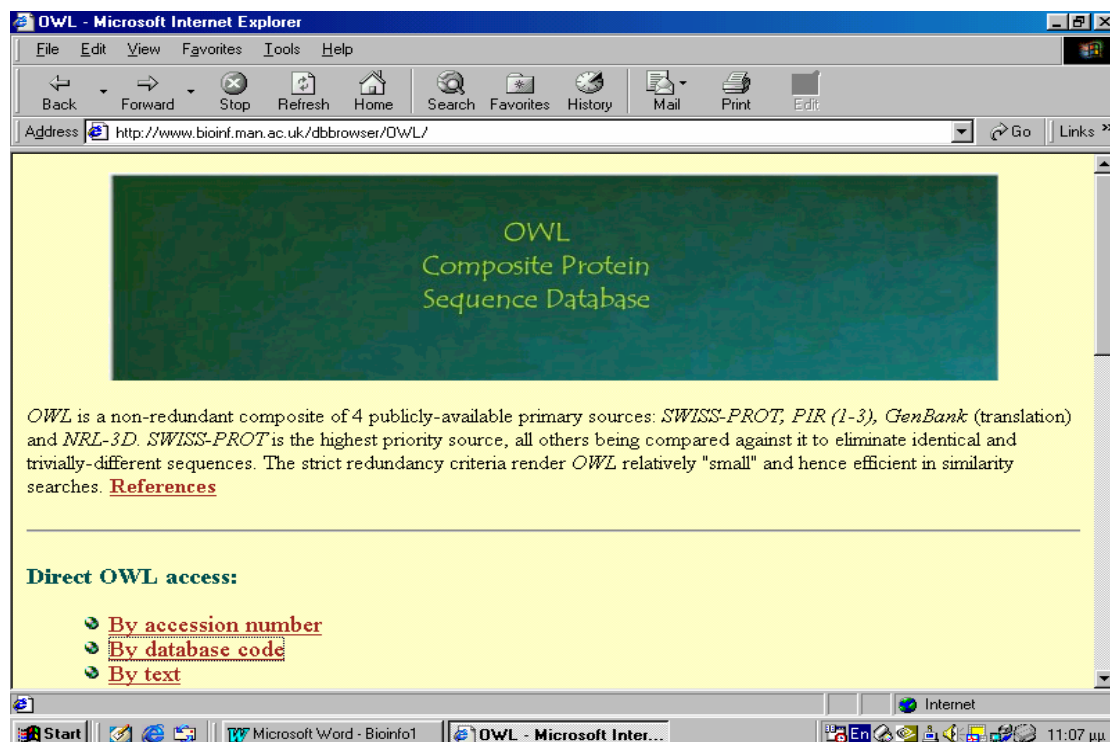 OWL - Microsoft Internet Explorer
File Edit View Favorites Tools Help
Back Forward Stop Refresh Home Search Favorites History Mail Print Edit
Address http://www.bioinf.man.ac.uk/dbbrowser/OWL/ Go Links »
OWL
Composite Protein
Sequence Database
OWL is a non-redundant composite of 4 publicly-available primary sources: SWISS-PROT, PIR (1-3), GenBank (translation)
and NRL-3D. SWISS-PROT is the highest priority source, all others being compared against it to eliminate identical and
trivially-different sequences. The strict redundancy criteria render OWL relatively "small" and hence efficient in similarity
searches. References
Direct OWL access:
By accession number
By database code
By text
Internet
Start Microsoft Word - Bioinfo1 OWL - Microsoft Inter... En 11:07 μμ